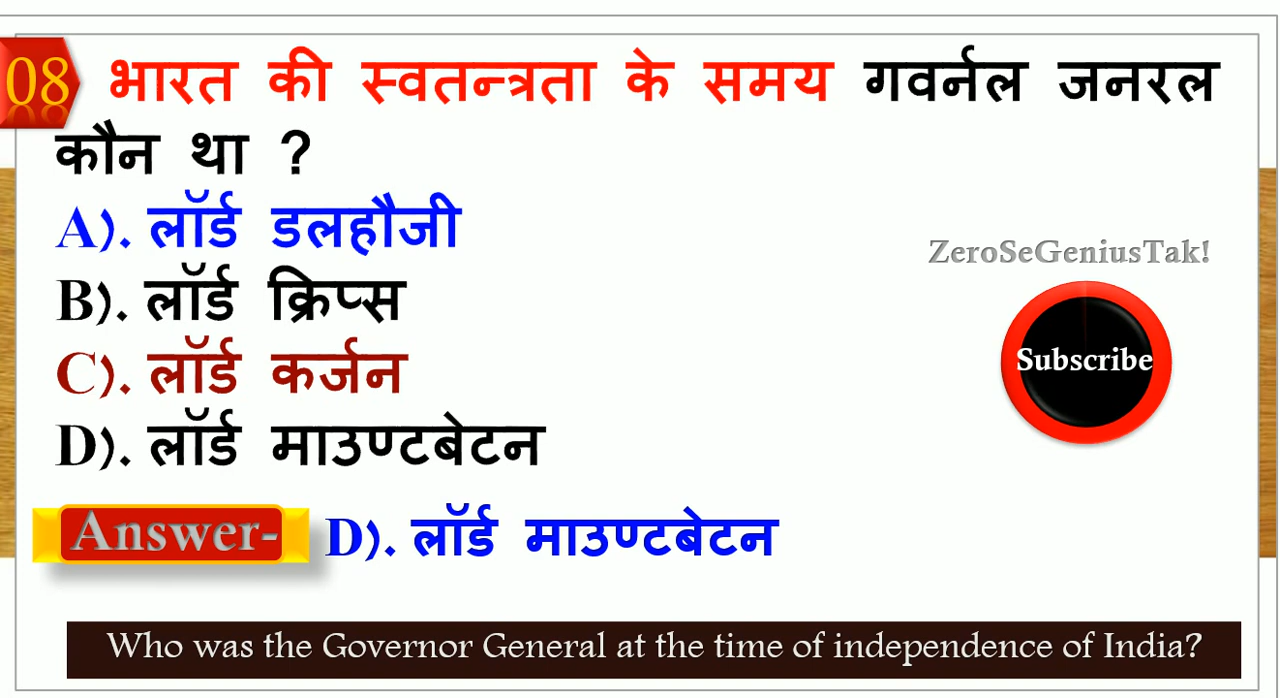 08 भारत की स्वतन्त्रता के समय गवर्नल जनरल
कौन था ?
A). लॉर्ड डलहौजी
B). लॉर्ड क्रिप्स
C). लॉर्ड कर्जन
D). लॉर्ड माउण्टबेटन
ZeroSeGeniusTak!
Subscribe
Answer- D). लॉर्ड माउण्टबेटन
Who was the Governor General at the time of independence of India?